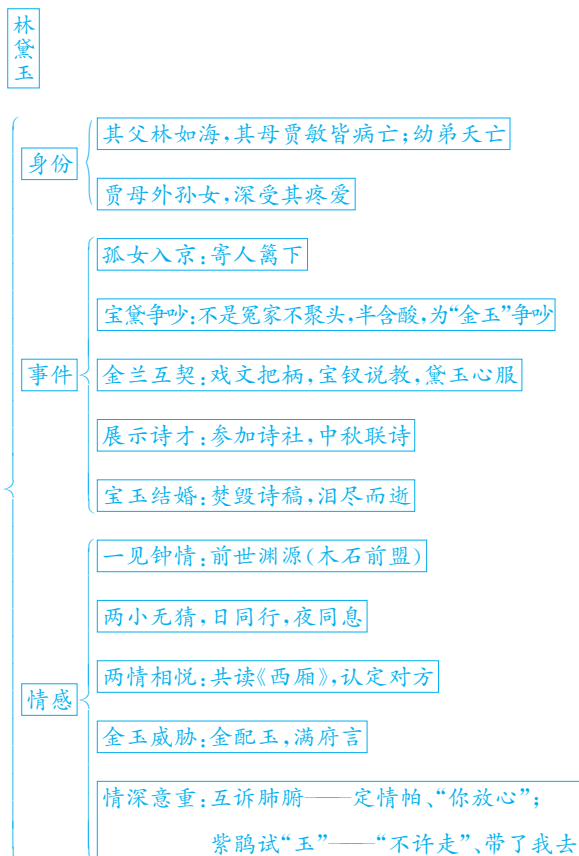 林黛玉
身份
其父林如海,其母贾敏皆病亡;幼弟夭亡
贾母外孙女,深受其疼爱
事件
孤女入京:寄人篱下
宝黛争吵:不是冤家不聚头,半含酸,为“金玉”争吵
金兰互契:戏文把柄,宝钗说教,黛玉心服
展示诗才:参加诗社,中秋联诗
宝玉结婚:焚毁诗稿,泪尽而逝
情感
一见钟情:前世渊源(木石前盟)
两小无猜,日同行,夜同息
两情相悦:共读《西厢》,认定对方
金玉威胁:金配玉,满府言
情深意重:互诉肺腑——定情帕、“你放心”;
紫鹃试“玉”——“不许走”、带了我去